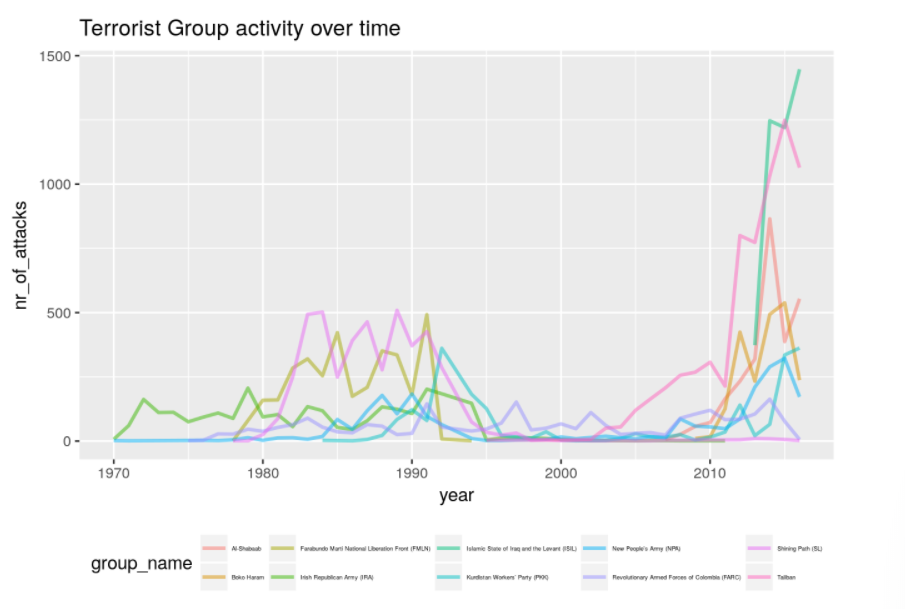 Terrorist Group activity over time
1500
1000
500
0
nr_of_attacks
1970 1980 1990 2000 2010
year
group_name
Al-Shabaab Farabundo Marti National Liberation Front (FMLN) Islamic State of Iraq and the Levant (ISIL) New People's Army (NPA) Shining Path (SL)
Boko Haram Irish Republican Army (IRA) Kurdistan Workers' Party (PKK) Revolutionary Armed Forces of Colombia (FARC) Taliban